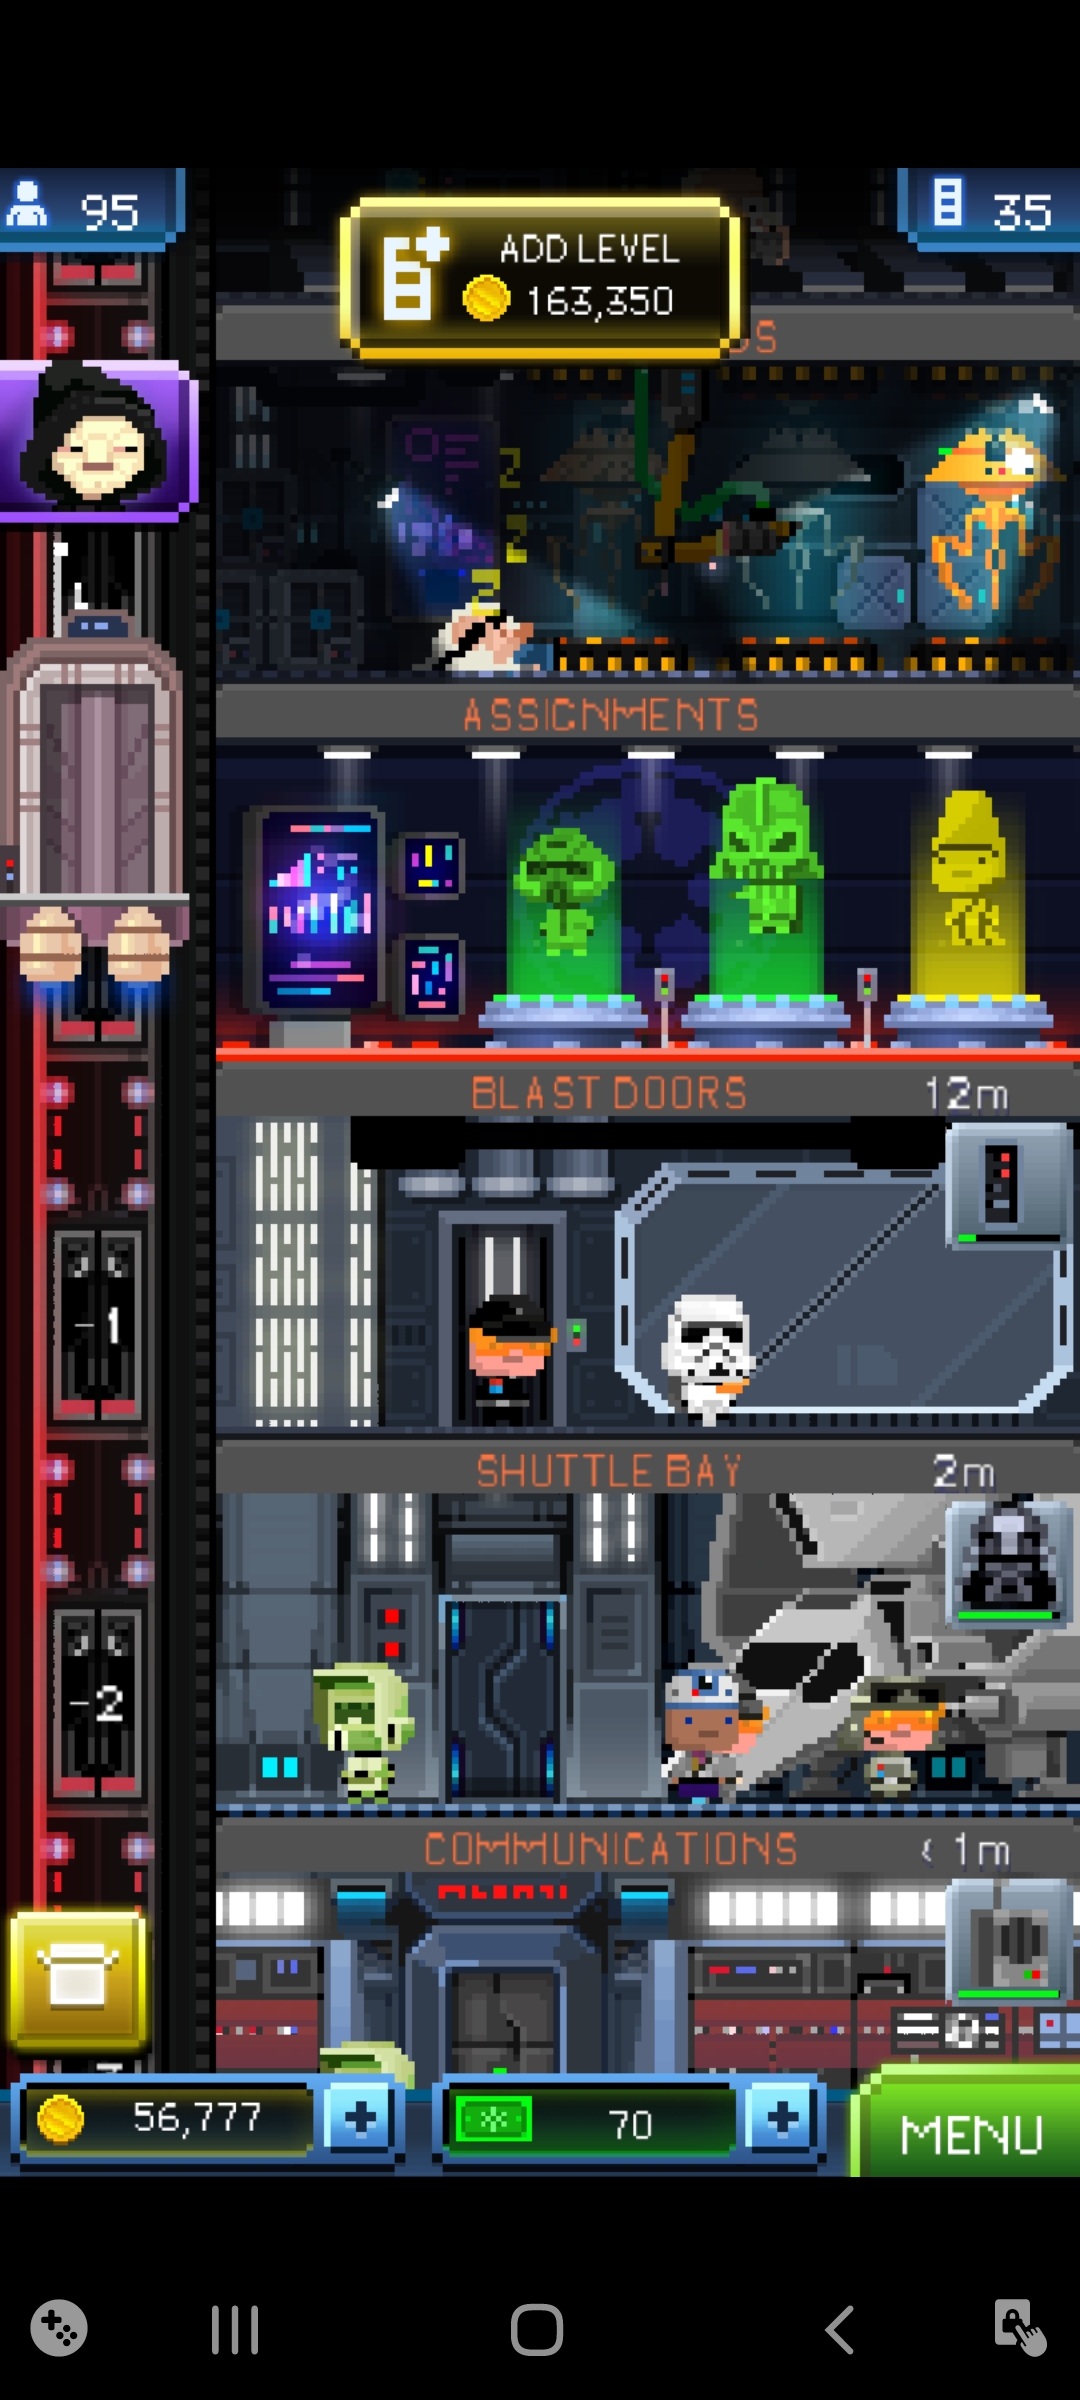 95
ADD LEVEL
163,350
35
ASSIGNMENTS
BLAST DOORS 12m
-1
SHUTTLE BAY 2m
-2
COMMUNICATIONS < 1m
56,777
70
MENU